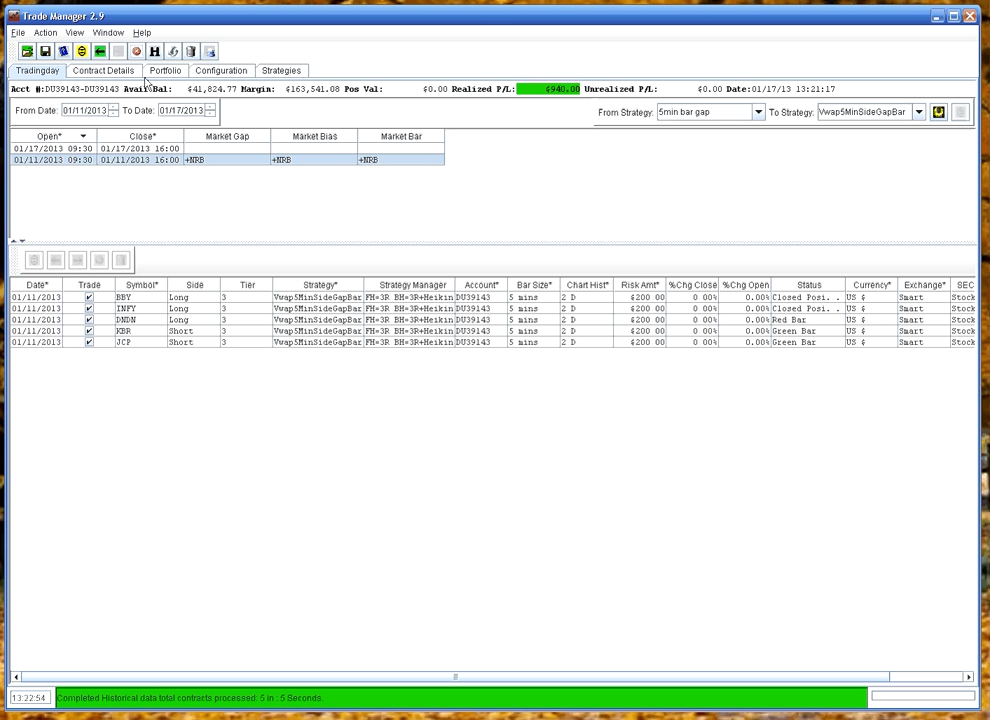 Trade Manager 2.9
File Action View Window Help
Tradingday Contract Details Portfolio Configuration Strategies
Acct #:DU39143-DU39143 Avail Bal: $41,824.77 Margin: $163,541.08 Pos Val: $0.00 Realized P/L: $940.00 Unrealized P/L: $0.00 Date:01/17/13 13:21:17
From Date: 01/11/2013 To Date: 01/17/2013 From Strategy: 5min bar gap To Strategy: Vwap5MinSideGapBar
Open* Close* Market Gap Market Bias Market Bar
01/17/2013 09:30 01/17/2013 16:00
01/11/2013 09:30 01/11/2013 16:00 +NRB +NRB +NRB
Date* Trade Symbol* Side Tier Strategy* Strategy Manager Account* Bar Size* Chart Hist* Risk Amt* %Chg Close %Chg Open Status Currency* Exchange* SEC
01/11/2013 BBY Long 3 Vwap5MinSideGapBar FH=3R BH=3R+Heikin DU39143 5 mins 2 D $200 00 0 00% 0.00% Closed Posi. . US $ Smart Stock
01/11/2013 INFY Long 3 Vwap5MinSideGapBar FH=3R BH=3R+Heikin DU39143 5 mins 2 D $200 00 0 00% 0.00% Closed Posi. . US $ Smart Stock
01/11/2013 DNDN Long 3 Vwap5MinSideGapBar FH=3R BH=3R+Heikin DU39143 5 mins 2 D $200 00 0 00% 0.00% Red Bar US $ Smart Stock
01/11/2013 KBR Short 3 Vwap5MinSideGapBar FH=3R BH=3R+Heikin DU39143 5 mins 2 D $200 00 0 00% 0.00% Green Bar US $ Smart Stock
01/11/2013 JCP Short 3 Vwap5MinSideGapBar FH=3R BH=3R+Heikin DU39143 5 mins 2 D $200 00 0 00% 0.00% Green Bar US $ Smart Stock
13:22:54 Completed Historical data total contracts processed: 5 in : 5 Seconds.